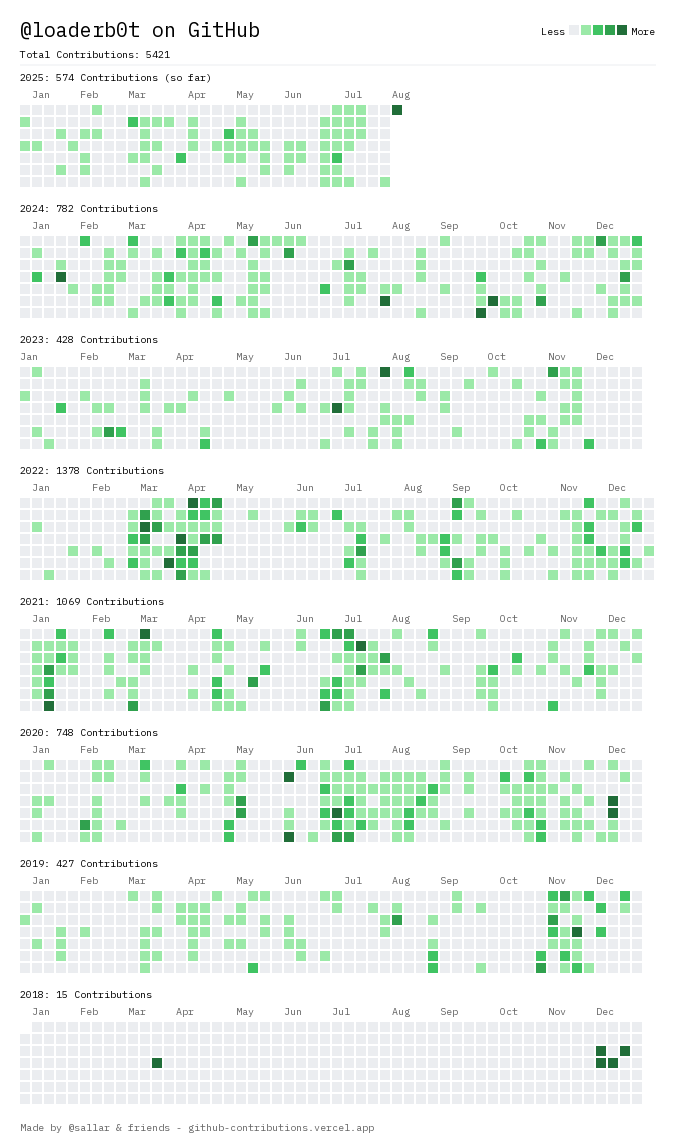 @loaderb0t on GitHub
Less More
Total Contributions: 5421
2025: 574 Contributions (so far)
Jan Feb Mar Apr May Jun Jul Aug
2024: 782 Contributions
Jan Feb Mar Apr May Jun Jul Aug Sep Oct Nov Dec
2023: 428 Contributions
Jan Feb Mar Apr May Jun Jul Aug Sep Oct Nov Dec
2022: 1378 Contributions
Jan Feb Mar Apr May Jun Jul Aug Sep Oct Nov Dec
2021: 1069 Contributions
Jan Feb Mar Apr May Jun Jul Aug Sep Oct Nov Dec
2020: 748 Contributions
Jan Feb Mar Apr May Jun Jul Aug Sep Oct Nov Dec
2019: 427 Contributions
Jan Feb Mar Apr May Jun Jul Aug Sep Oct Nov Dec
2018: 15 Contributions
Jan Feb Mar Apr May Jun Jul Aug Sep Oct Nov Dec
Made by @sallar & friends - github-contributions.vercel.app